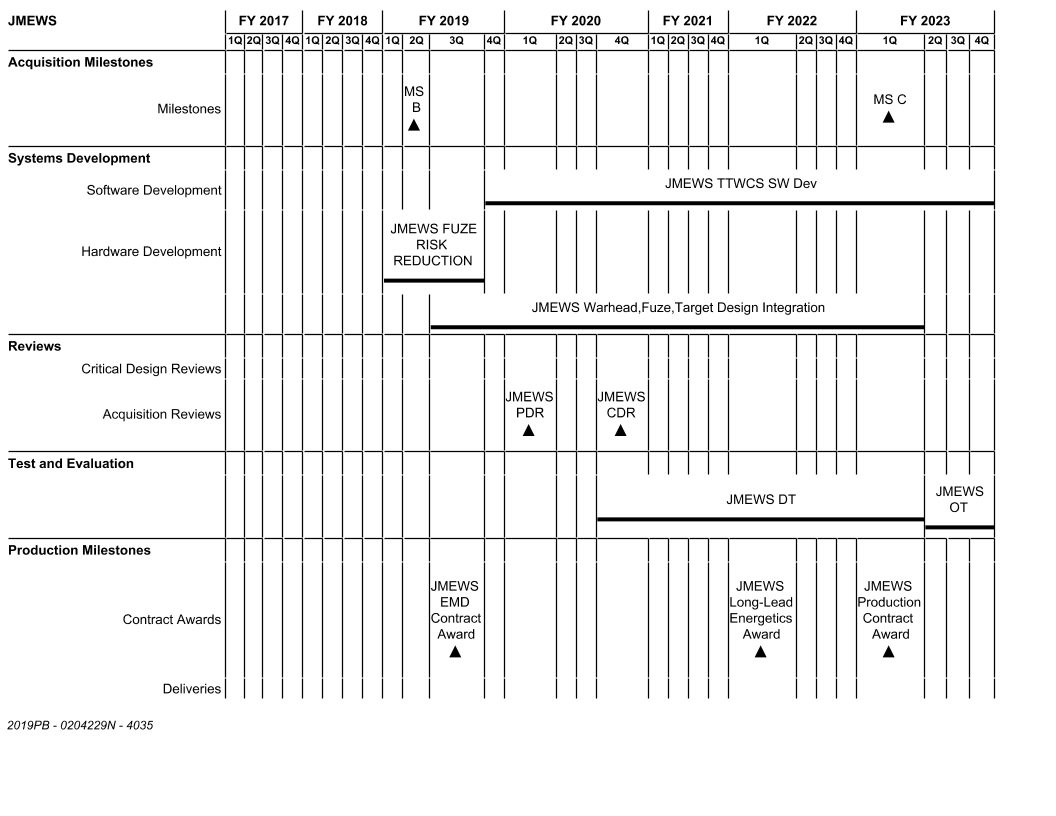 JMEWS FY 2017 FY 2018 FY 2019 FY 2020 FY 2021 FY 2022 FY 2023
1Q 2Q 3Q 4Q 1Q 2Q 3Q 4Q 1Q 2Q 3Q 4Q 1Q 2Q 3Q 4Q 1Q 2Q 3Q 4Q 1Q 2Q 3Q 4Q 1Q 2Q 3Q 4Q
Acquisition Milestones
Milestones
MS
B
MS C
Systems Development
Software Development
JMEWS TTWCS SW Dev
Hardware Development
JMEWS FUZE
RISK
REDUCTION
JMEWS Warhead,Fuze,Target Design Integration
Reviews
Critical Design Reviews
Acquisition Reviews
JMEWS
PDR
JMEWS
CDR
Test and Evaluation
JMEWS DT
JMEWS
OT
Production Milestones
Contract Awards
JMEWS
EMD
Contract
Award
JMEWS
Long-Lead
Energetics
Award
JMEWS
Production
Contract
Award
Deliveries
2019PB - 0204229N - 4035